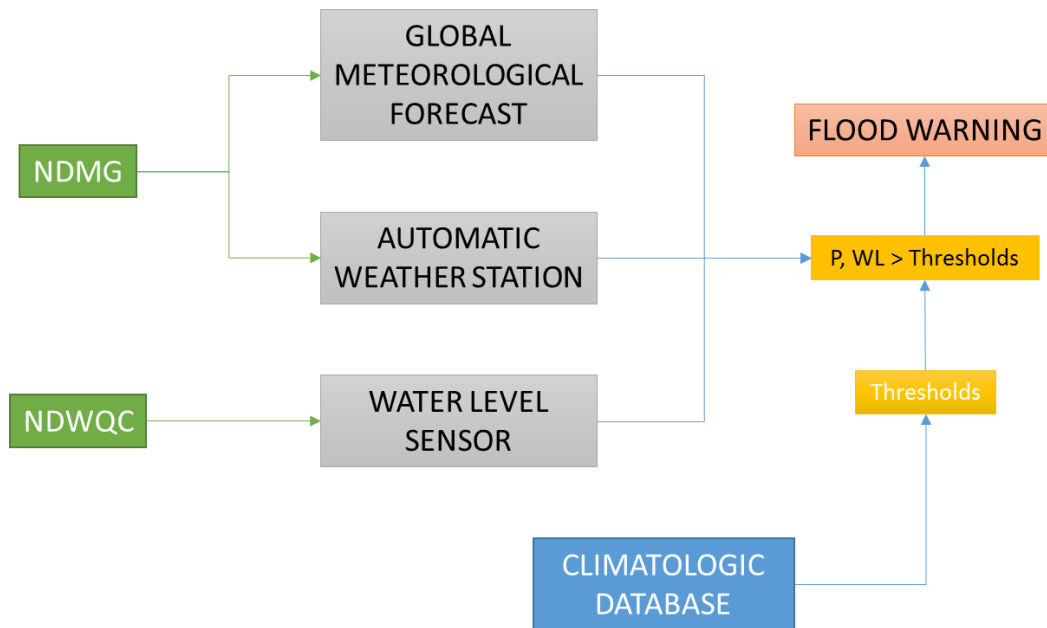 GLOBAL
METEOROLOGICAL
FORECAST
FLOOD WARNING
NDMG
AUTOMATIC
WEATHER STATION
P, WL > Thresholds
NDWQC
WATER LEVEL
SENSOR
Thresholds
CLIMATOLOGIC
DATABASE